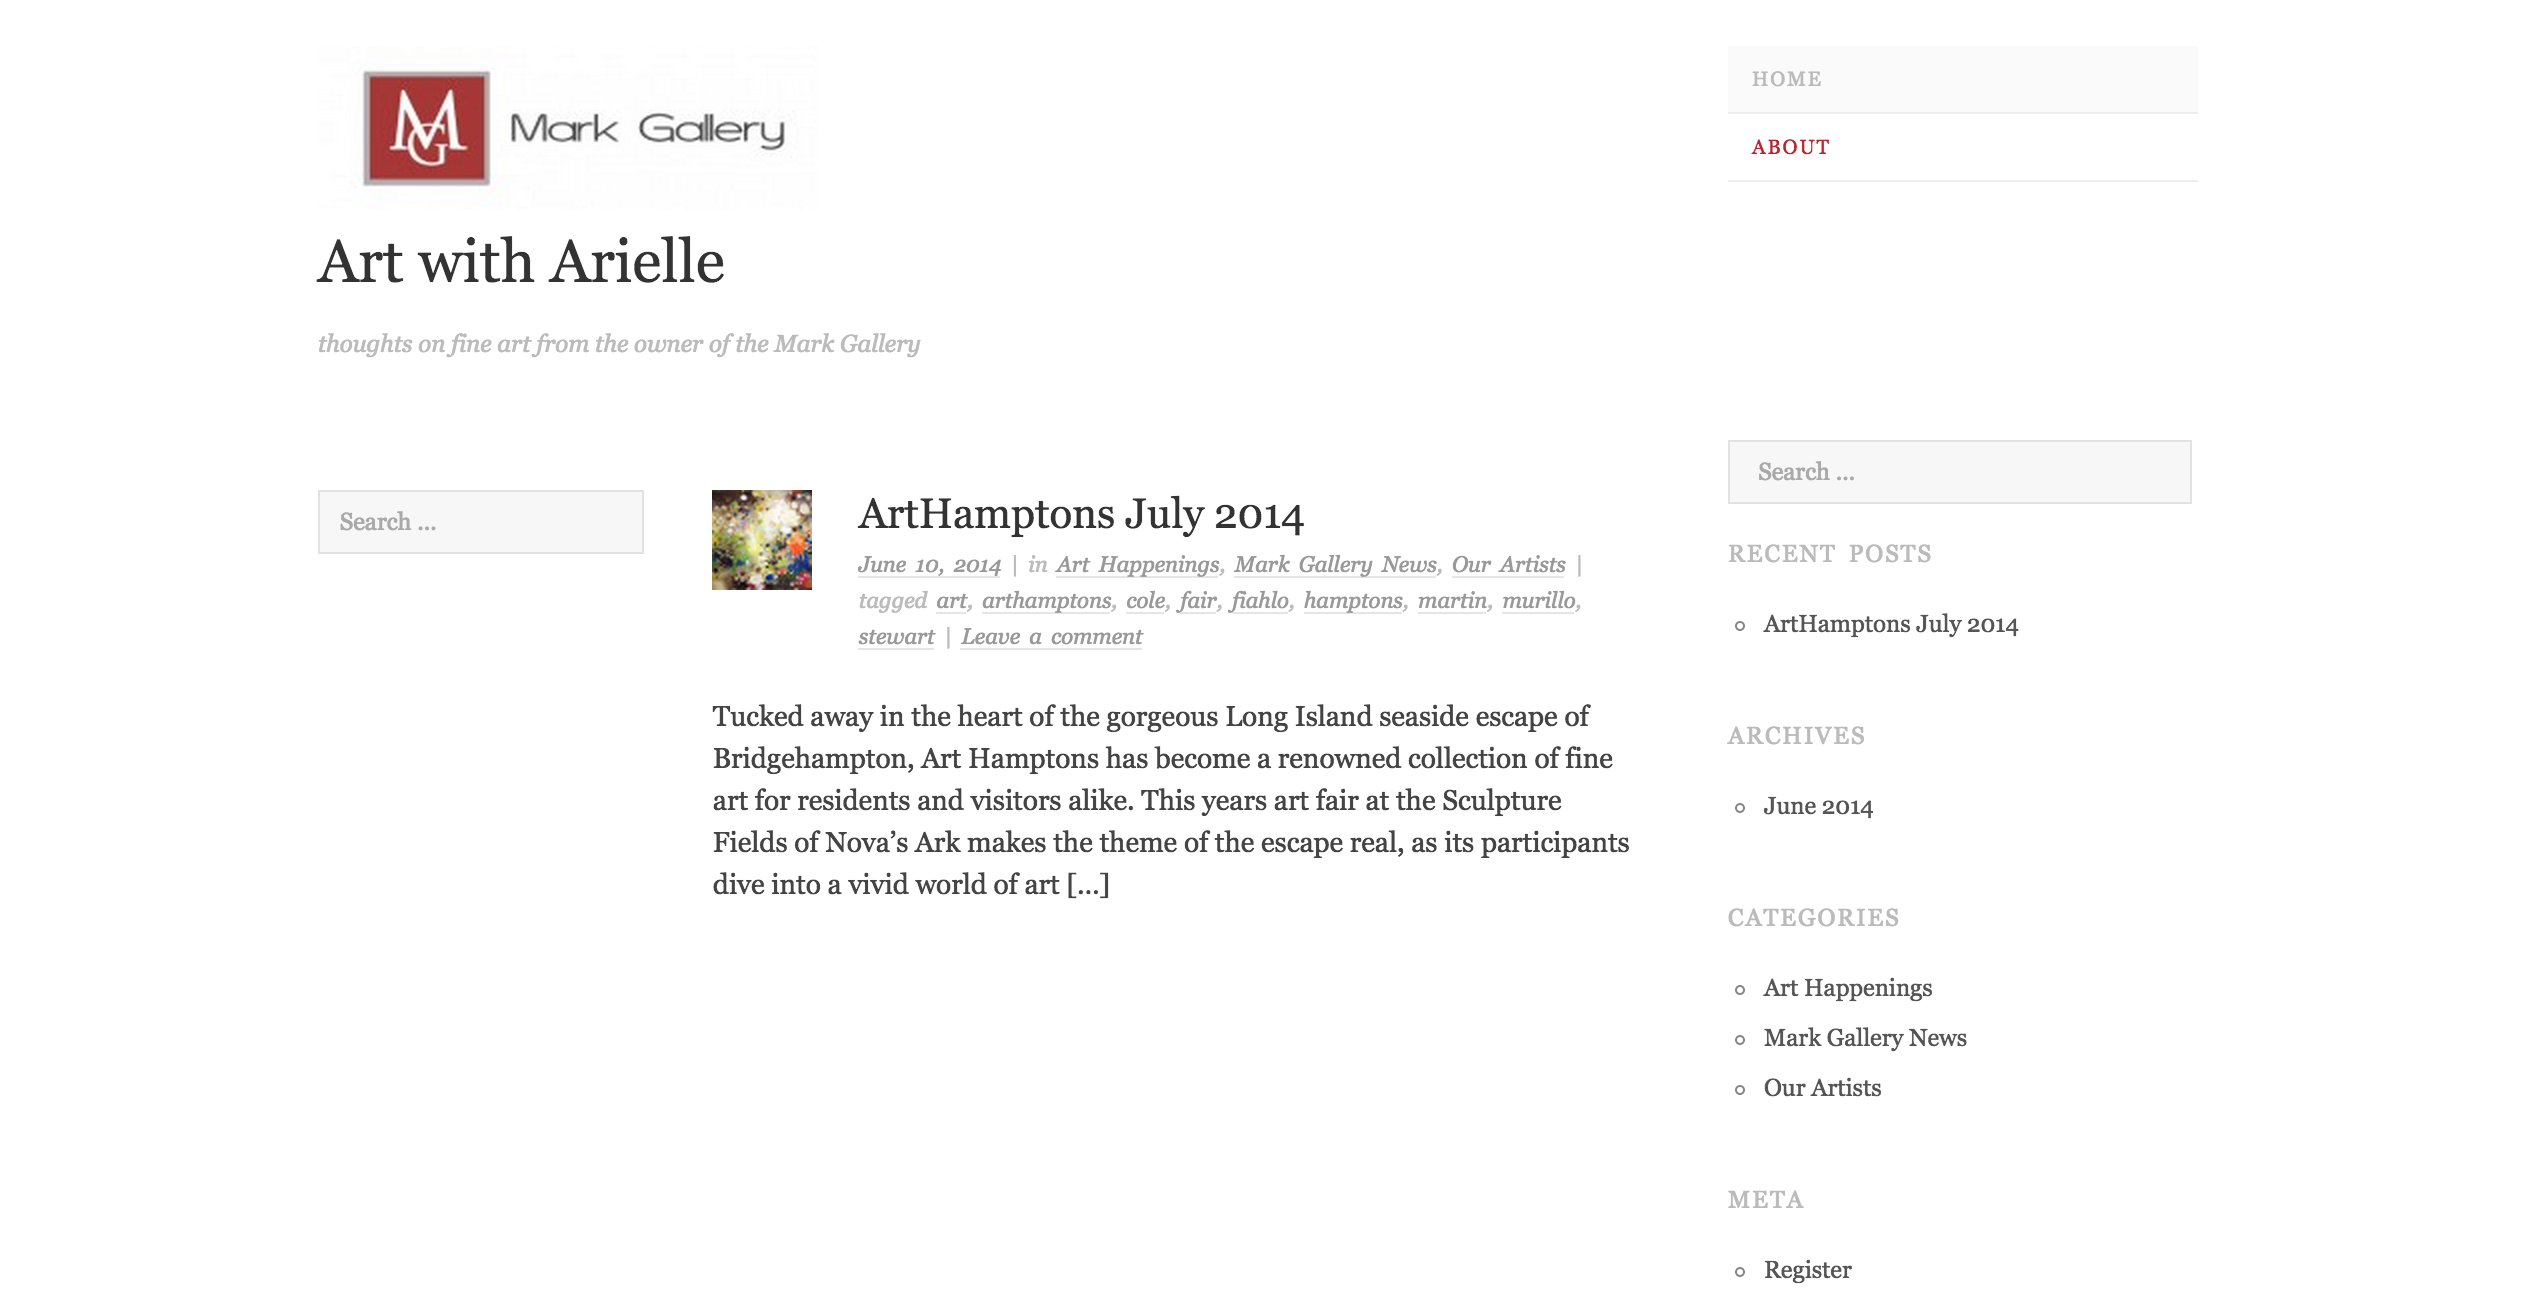 MG Mark Gallery
HOME
ABOUT
Art with Arielle
thoughts on fine art from the owner of the Mark Gallery
Search ...
ArtHamptons July 2014
June 10, 2014 | in Art Happenings, Mark Gallery News, Our Artists |
tagged art, arthamptons, cole, fair, fiahlo, hamptons, martin, murillo,
stewart | Leave a comment
Tucked away in the heart of the gorgeous Long Island seaside escape of
Bridgehampton, Art Hamptons has become a renowned collection of fine
art for residents and visitors alike. This years art fair at the Sculpture
Fields of Nova’s Ark makes the theme of the escape real, as its participants
dive into a vivid world of art [...]
Search ...
RECENT POSTS
ArtHamptons July 2014
ARCHIVES
June 2014
CATEGORIES
Art Happenings
Mark Gallery News
Our Artists
META
Register